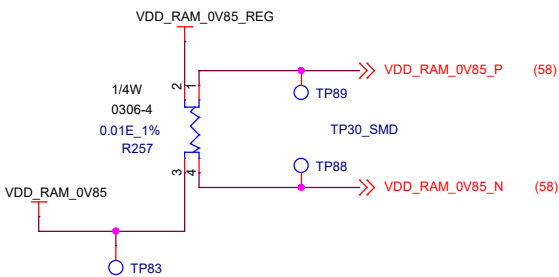 VDD_RAM_0V85_REG
VDD_RAM_0V85_P (58)
2 1
1/4W
TP89
0306-4
0.01E_1%
TP30_SMD
R257
TP88
3 4
VDD_RAM_0V85_N (58)
VDD_RAM_0V85
TP83